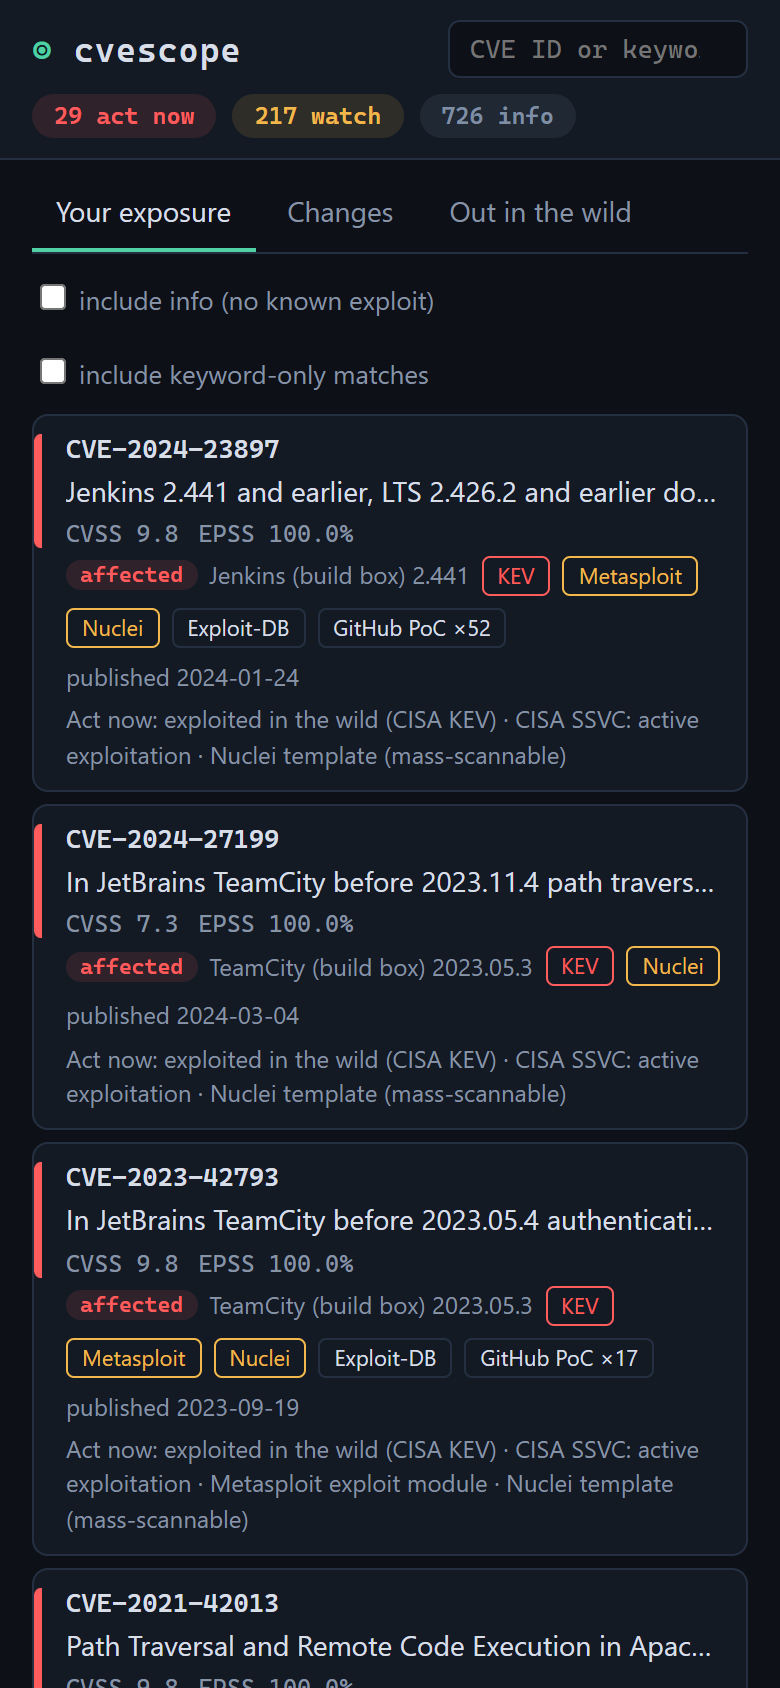 cvescope
CVE ID or keywo
29 act now
217 watch
726 info
Your exposure
Changes
Out in the wild
include info (no known exploit)
include keyword-only matches
CVE-2024-23897
Jenkins 2.441 and earlier, LTS 2.426.2 and earlier do...
CVSS 9.8 EPSS 100.0%
affected Jenkins (build box) 2.441 KEV Metasploit
Nuclei Exploit-DB GitHub PoC ×52
published 2024-01-24
Act now: exploited in the wild (CISA KEV) · CISA SSVC: active
exploitation · Nuclei template (mass-scannable)
CVE-2024-27199
In JetBrains TeamCity before 2023.11.4 path travers...
CVSS 7.3 EPSS 100.0%
affected TeamCity (build box) 2023.05.3 KEV Nuclei
published 2024-03-04
Act now: exploited in the wild (CISA KEV) · CISA SSVC: active
exploitation · Nuclei template (mass-scannable)
CVE-2023-42793
In JetBrains TeamCity before 2023.05.4 authenticati...
CVSS 9.8 EPSS 100.0%
affected TeamCity (build box) 2023.05.3 KEV
Metasploit Nuclei Exploit-DB GitHub PoC ×17
published 2023-09-19
Act now: exploited in the wild (CISA KEV) · CISA SSVC: active
exploitation · Metasploit exploit module · Nuclei template
(mass-scannable)
CVE-2021-42013
Path Traversal and Remote Code Execution in Apac...
CVSS 9.8 EPSS 100.0%